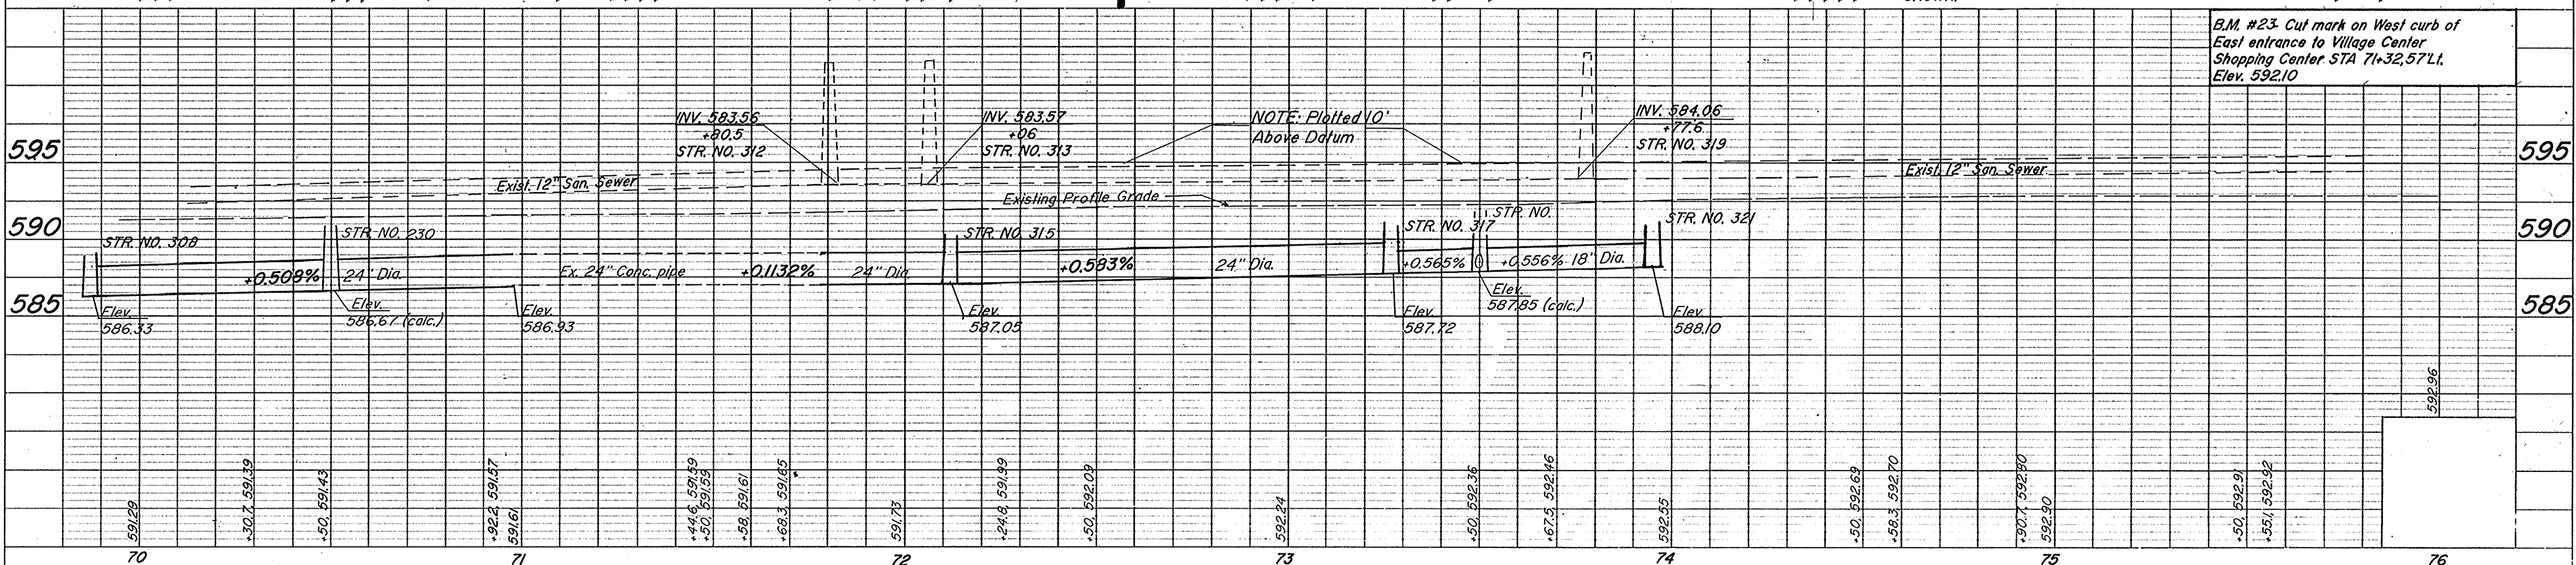 B.M. #23 Cut mark on West curb of
East entrance to Village Center
Shopping Center STA 71+32,57'Lt.
Elev. 592.10
INV. 583.56
+80.5
STR. NO. 312
INV. 583.57
+06
STR. NO. 313
NOTE: Plotted 10'
Above Datum
INV. 584.06
+77.6
STR. NO. 319
595
595
Exist. 12" San. Sewer
Exist. 12" San. Sewer
Existing Profile Grade
590
590
STR. NO. 308
STR. NO. 230
STR. NO. 315
STR. NO. 317
STR. NO.
STR. NO. 321
+0.508%
24" Dia.
Ex. 24" Conc. pipe
+0.1132%
24" Dia.
+0.583%
24" Dia.
+0.565%
+0.556% 18" Dia.
585
585
Elev.
586.33
Elev.
586.67 (calc.)
Elev.
586.93
Elev.
587.05
Elev.
587.72
Elev.
587.85 (calc.)
Elev.
588.10
591.29
+30.7, 591.39
+50, 591.43
+92.2, 591.57
591.61
+44.6, 591.59
+50, 591.59
+58, 591.61
+68.3, 591.65
591.73
+24.8, 591.99
+50, 592.09
592.24
+50, 592.36
+67.5, 592.46
592.55
+50, 592.69
+58.3, 592.70
+90.7, 592.80
592.90
+50, 592.91
+55.1, 592.92
592.96
70
71
72
73
74
75
76